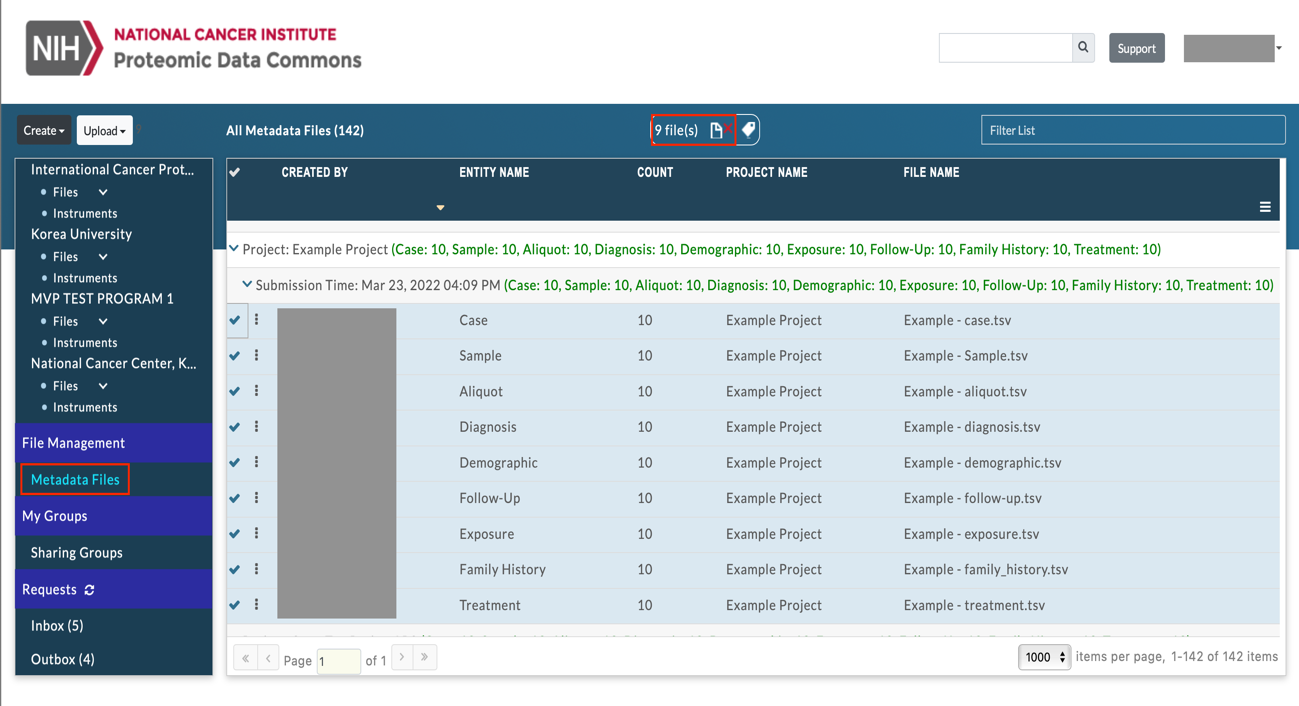 NIH NATIONAL CANCER INSTITUTE
Proteomic Data Commons
Support
Create
Upload
All Metadata Files (142)
9 file(s)
Filter List
International Cancer Prot...
Files
Instruments
Korea University
Files
Instruments
MVP TEST PROGRAM 1
Files
Instruments
National Cancer Center, K...
Files
Instruments
File Management
Metadata Files
My Groups
Sharing Groups
Requests
Inbox (5)
Outbox (4)
CREATED BY ENTITY NAME COUNT PROJECT NAME FILE NAME
Project: Example Project (Case: 10, Sample: 10, Aliquot: 10, Diagnosis: 10, Demographic: 10, Exposure: 10, Follow-Up: 10, Family History: 10, Treatment: 10)
Submission Time: Mar 23, 2022 04:09 PM (Case: 10, Sample: 10, Aliquot: 10, Diagnosis: 10, Demographic: 10, Exposure: 10, Follow-Up: 10, Family History: 10, Treatment: 10)
Case 10 Example Project Example - case.tsv
Sample 10 Example Project Example - Sample.tsv
Aliquot 10 Example Project Example - aliquot.tsv
Diagnosis 10 Example Project Example - diagnosis.tsv
Demographic 10 Example Project Example - demographic.tsv
Follow-Up 10 Example Project Example - follow-up.tsv
Exposure 10 Example Project Example - exposure.tsv
Family History 10 Example Project Example - family_history.tsv
Treatment 10 Example Project Example - treatment.tsv
« ‹ Page 1 of 1 › » 1000 items per page, 1-142 of 142 items